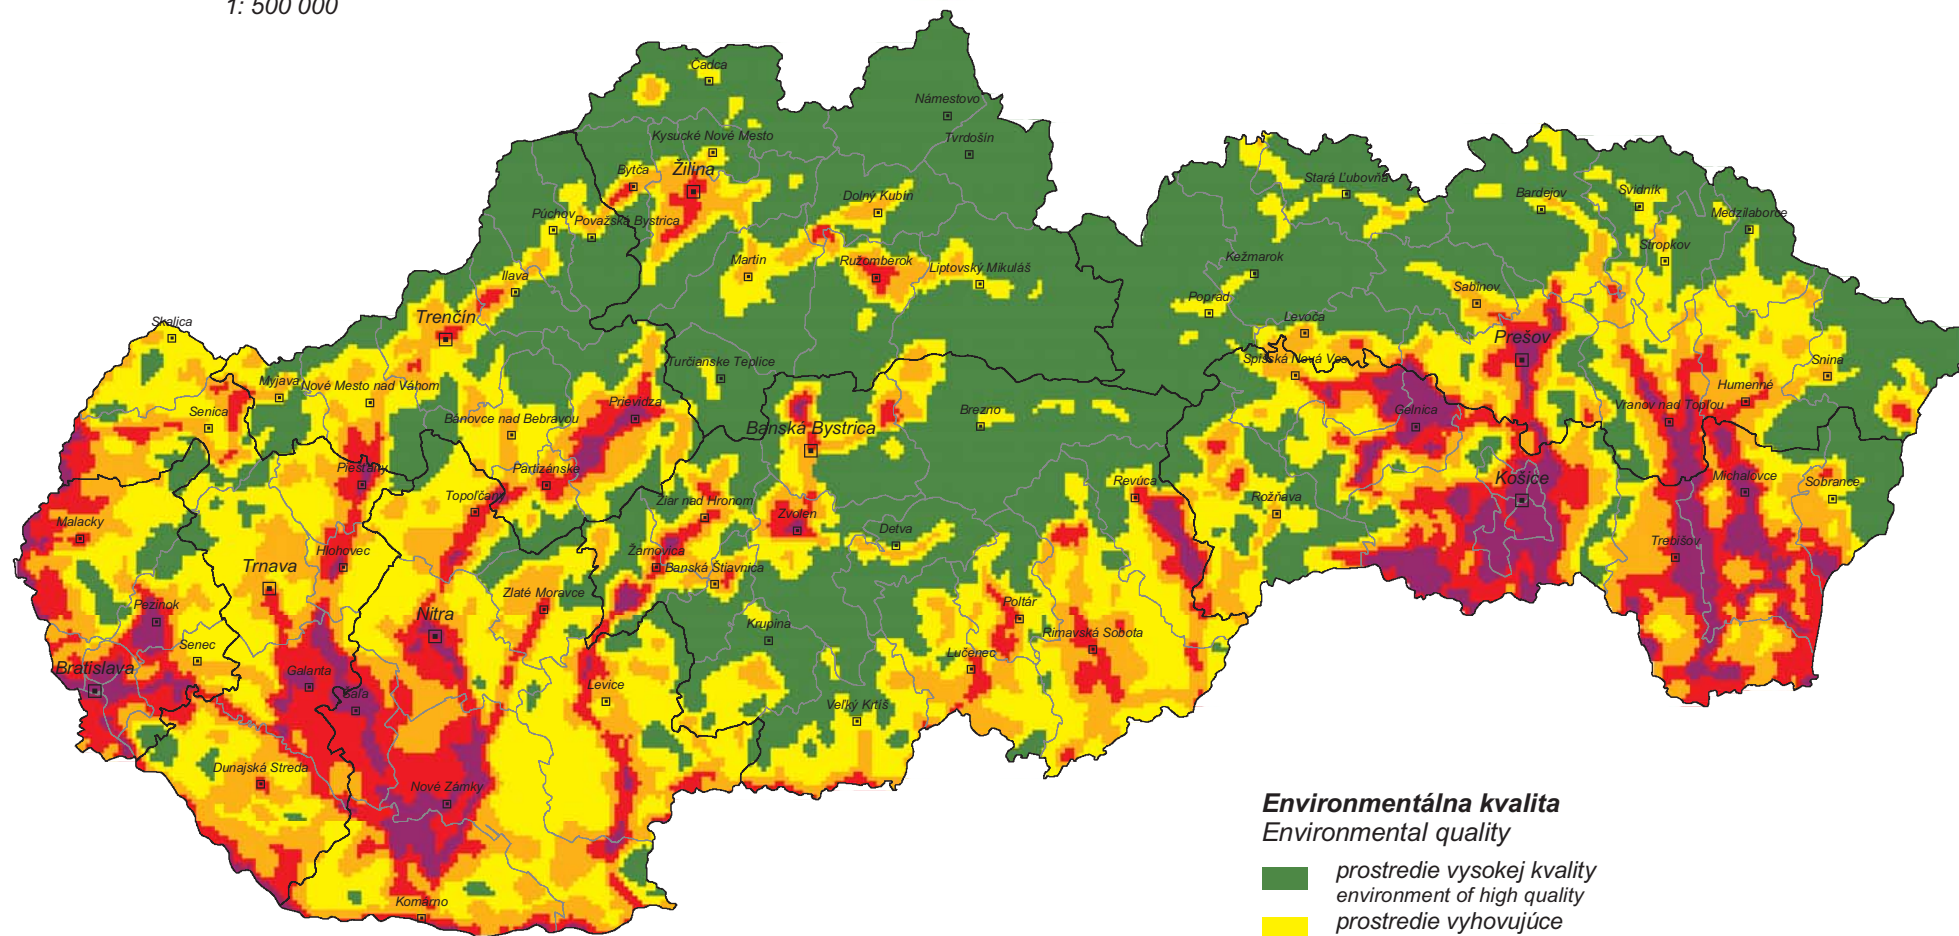 1: 500 000
Čadca
Námestovo
Kysucké Nové Mesto
Tvrdošín
Bytča
Žilina
Dolný Kubín
Stará Ľubovňa
Bardejov
Svidník
Medzilaborce
Púchov
Považská Bystrica
Stropkov
Martin
Ružomberok
Liptovský Mikuláš
Kežmarok
Ilava
Poprad
Sabinov
Skalica
Trenčín
Levoča
Prešov
Turčianske Teplice
Spišská Nová Ves
Snina
Myjava
Nové Mesto nad Váhom
Humenné
Senica
Bánovce nad Bebravou
Prievidza
Brezno
Gelnica
Vranov nad Topľou
Banská Bystrica
Piešťany
Partizánske
Revúca
Košice
Michalovce
Sobrance
Topoľčany
Žiar nad Hronom
Zvolen
Rožňava
Malacky
Detva
Hlohovec
Žarnovica
Trebišov
Trnava
Banská Štiavnica
Pezinok
Zlaté Moravce
Nitra
Poltár
Krupina
Rimavská Sobota
Senec
Lučenec
Bratislava
Galanta
Šaľa
Levice
Veľký Krtíš
Dunajská Streda
Nové Zámky
Komárno
Environmentálna kvalita
Environmental quality
prostredie vysokej kvality
environment of high quality
prostredie vyhovujúce